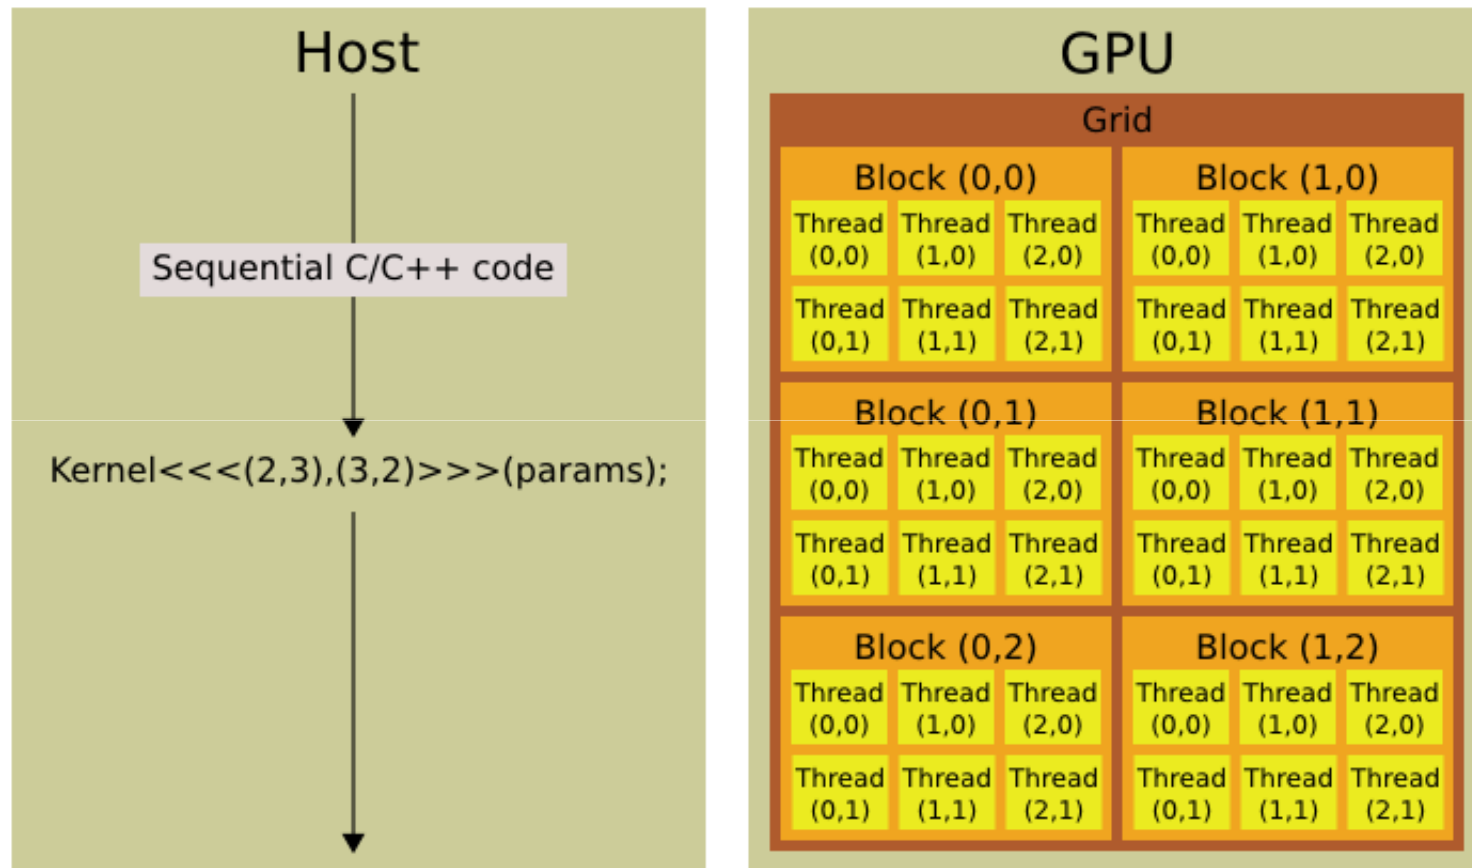 Host
Sequential C/C++ code
Kernel<<<(2,3),(3,2)>>>(params);
GPU
Grid
Block (0,0)
Thread Thread Thread
(0,0) (1,0) (2,0)
Thread Thread Thread
(0,1) (1,1) (2,1)
Block (1,0)
Thread Thread Thread
(0,0) (1,0) (2,0)
Thread Thread Thread
(0,1) (1,1) (2,1)
Block (0,1)
Thread Thread Thread
(0,0) (1,0) (2,0)
Thread Thread Thread
(0,1) (1,1) (2,1)
Block (1,1)
Thread Thread Thread
(0,0) (1,0) (2,0)
Thread Thread Thread
(0,1) (1,1) (2,1)
Block (0,2)
Thread Thread Thread
(0,0) (1,0) (2,0)
Thread Thread Thread
(0,1) (1,1) (2,1)
Block (1,2)
Thread Thread Thread
(0,0) (1,0) (2,0)
Thread Thread Thread
(0,1) (1,1) (2,1)